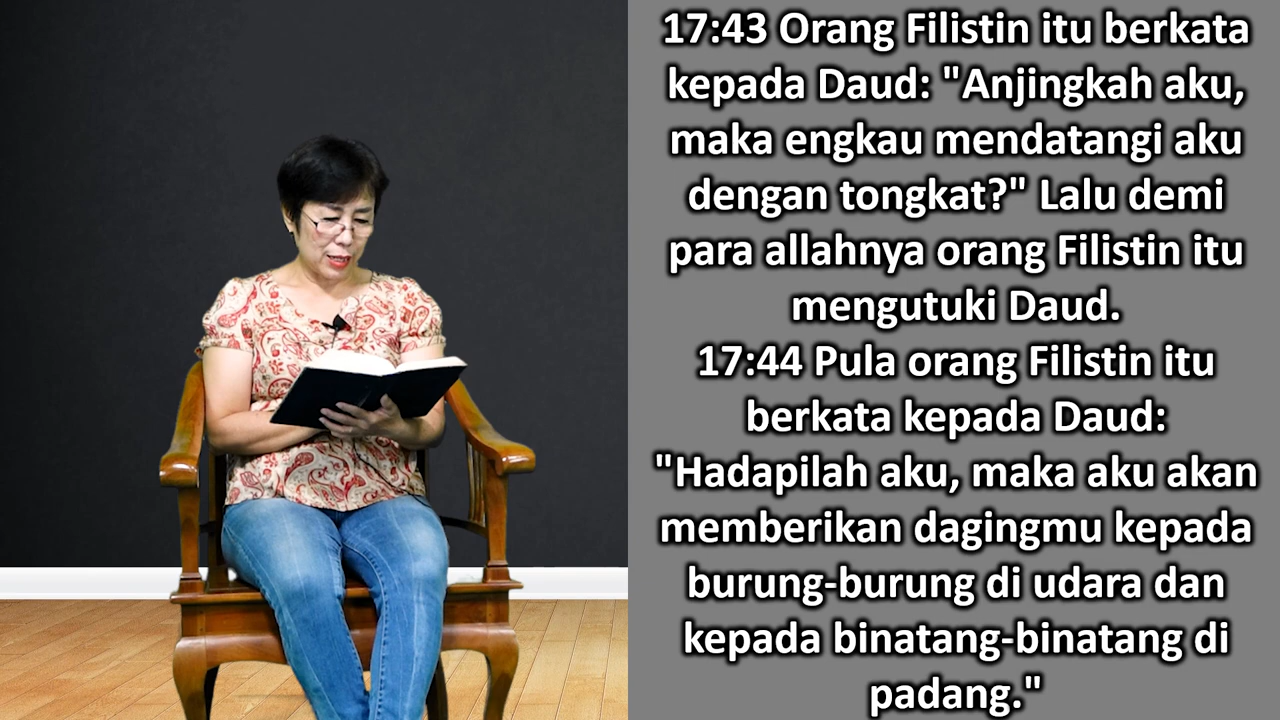 17:43 Orang Filistin itu berkata
kepada Daud: "Anjingkah aku,
maka engkau mendatangi aku
dengan tongkat?" Lalu demi
para allahnya orang Filistin itu
mengutuki Daud.
17:44 Pula orang Filistin itu
berkata kepada Daud:
"Hadapilah aku, maka aku akan
memberikan dagingmu kepada
burung-burung di udara dan
kepada binatang-binatang di
padang."